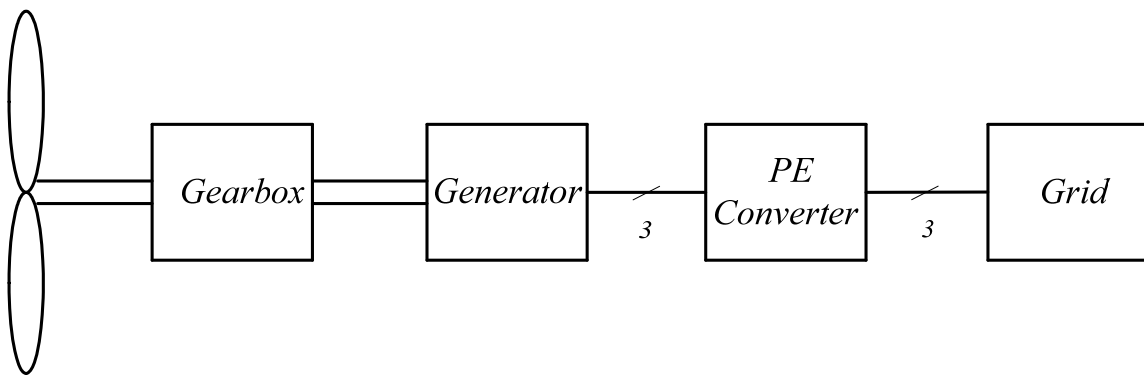 Gearbox
Generator
3
PE
Converter
3
Grid